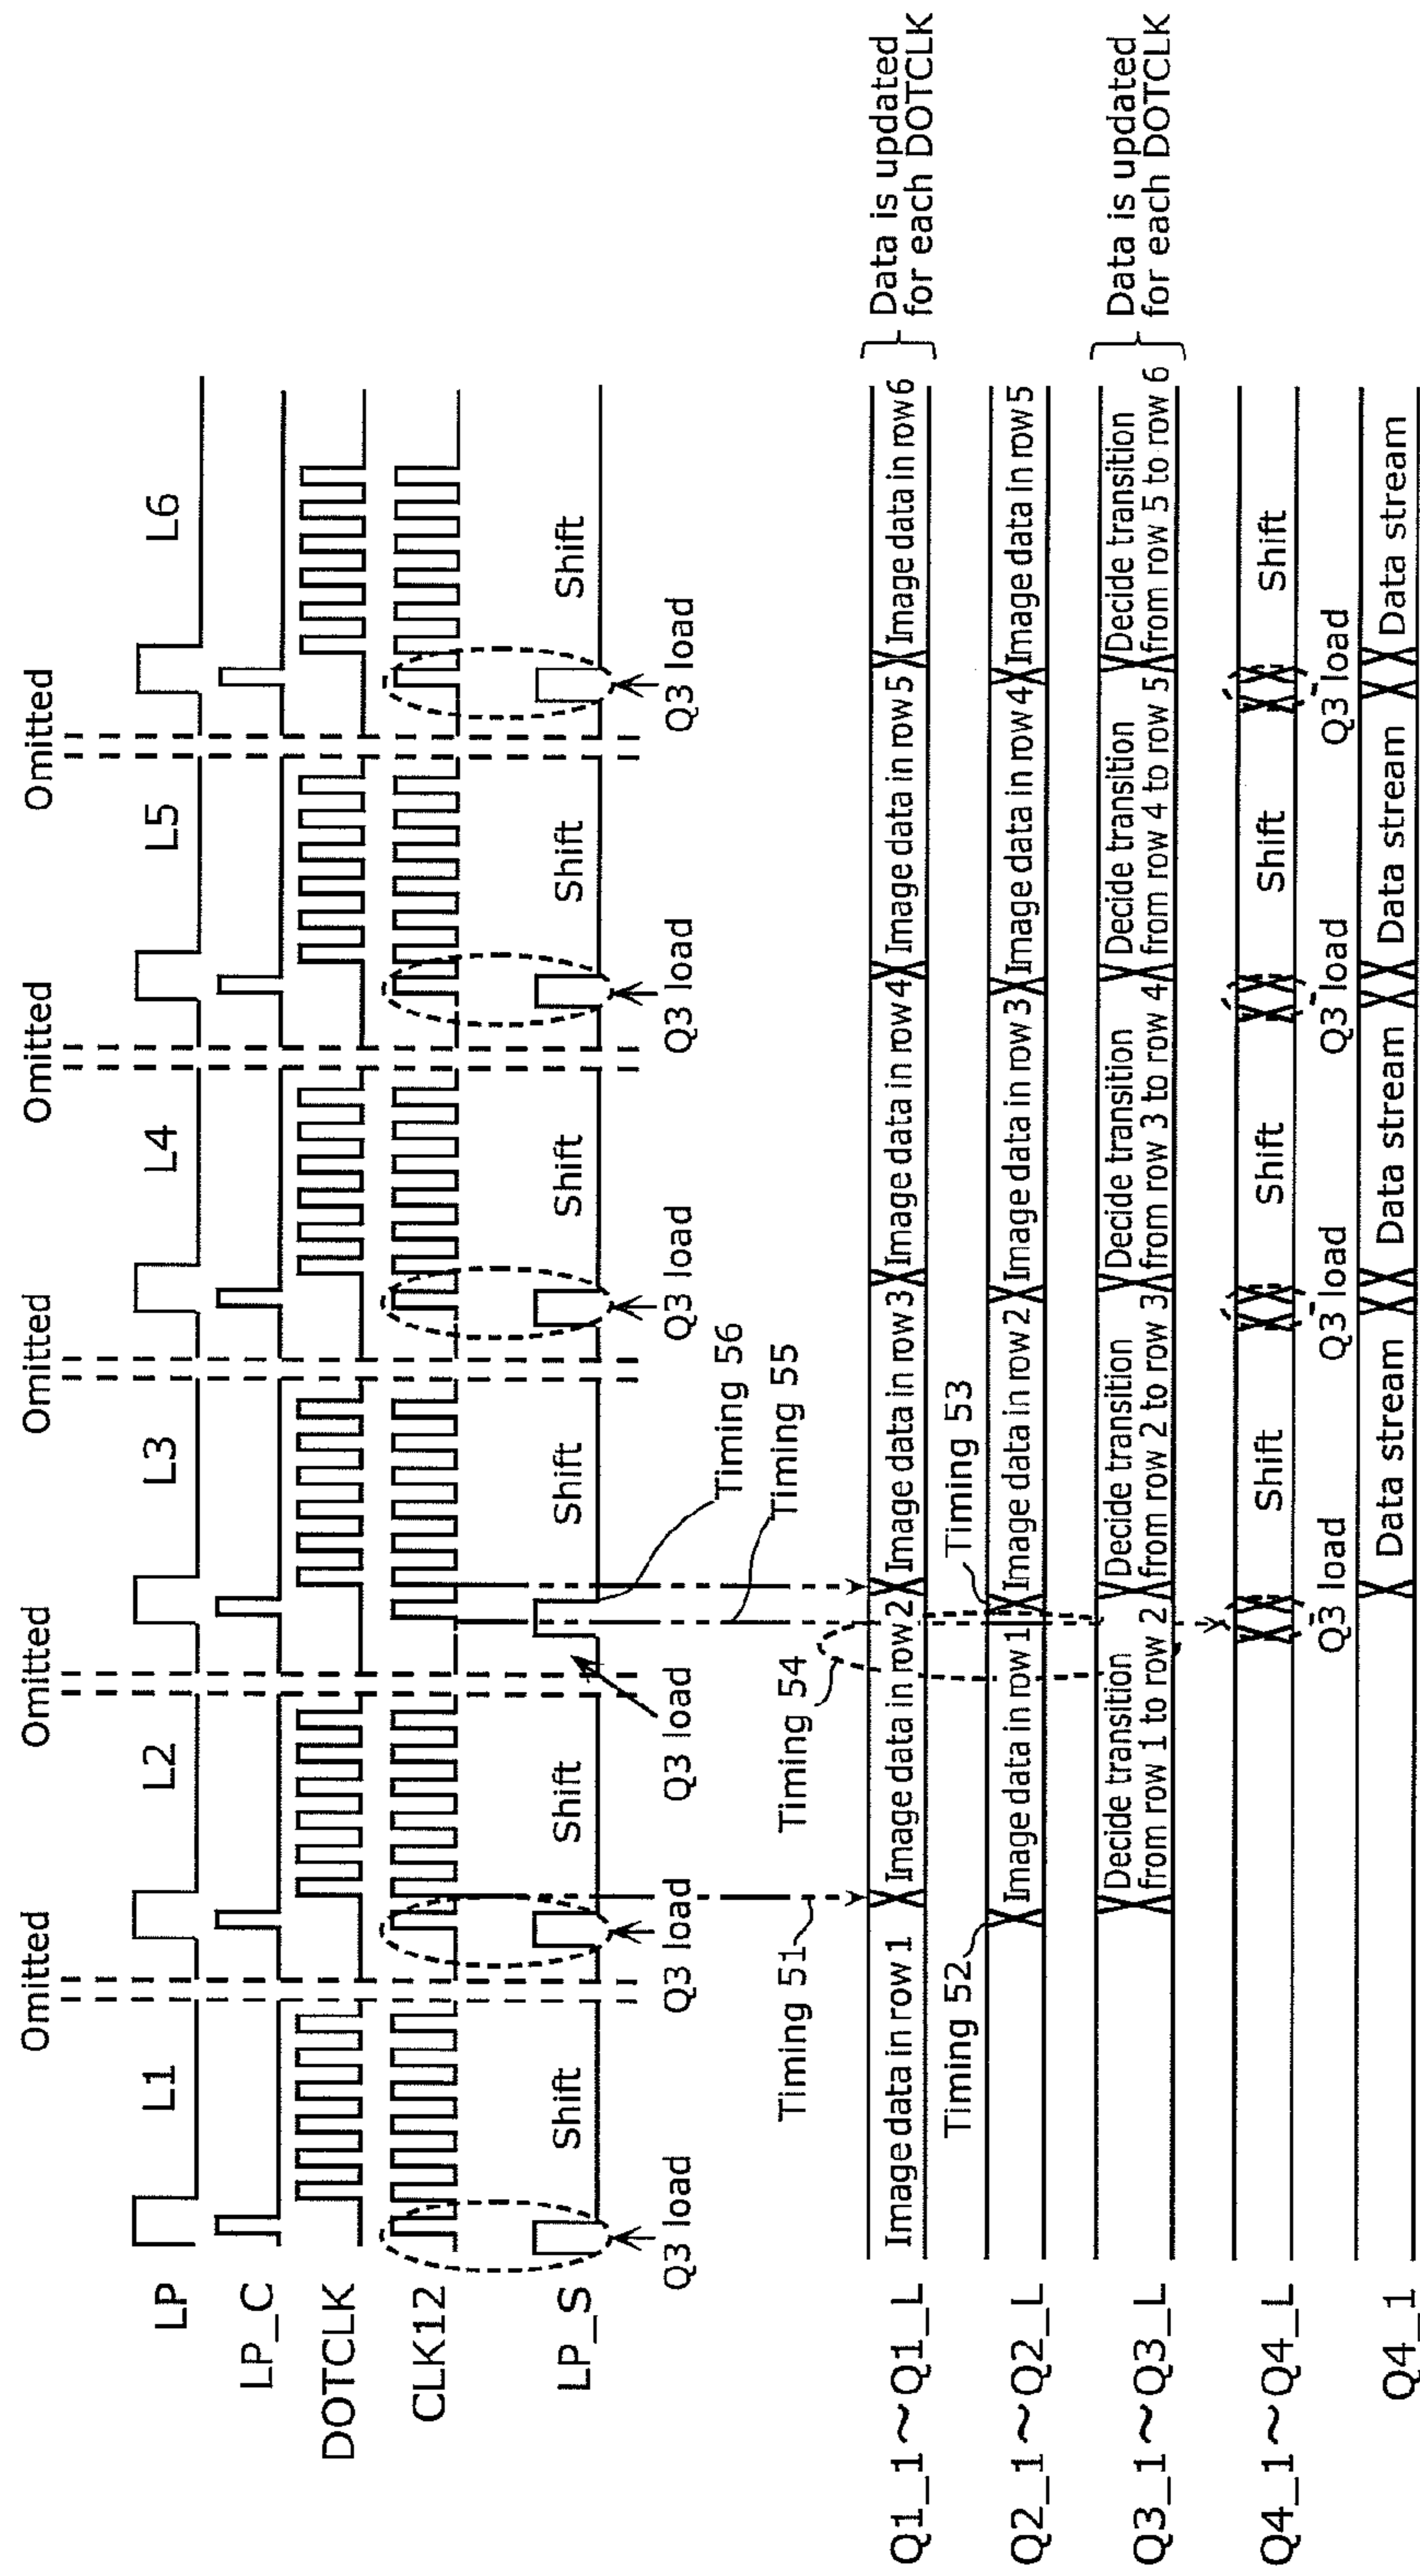 Omitted
Omitted
Omitted
Omitted
Omitted
LP
L1
L2
L3
L4
L5
L6
LP_C
DOTCLK
CLK12
LP_S
Shift
Shift
Shift
Shift
Shift
Shift
Q3 load
Q3 load
Q3 load
Q3 load
Q3 load
Q3 load
Timing 56
Timing 55
Timing 51
Timing 54
Q1_1～Q1_L
Image data in row 1
Image data in row 2
Image data in row 3
Image data in row 4
Image data in row 5
Image data in row 6
Data is updated
for each DOTCLK
Timing 52
Timing 53
Q2_1～Q2_L
Image data in row 1
Image data in row 2
Image data in row 3
Image data in row 4
Image data in row 5
Q3_1～Q3_L
Decide transition
from row 1 to row 2
Decide transition
from row 2 to row 3
Decide transition
from row 3 to row 4
Decide transition
from row 4 to row 5
Decide transition
from row 5 to row 6
Data is updated
for each DOTCLK
Q4_1～Q4_L
Shift
Shift
Shift
Shift
Q3 load
Q3 load
Q3 load
Q3 load
Q4_1
Data stream
Data stream
Data stream
Data stream